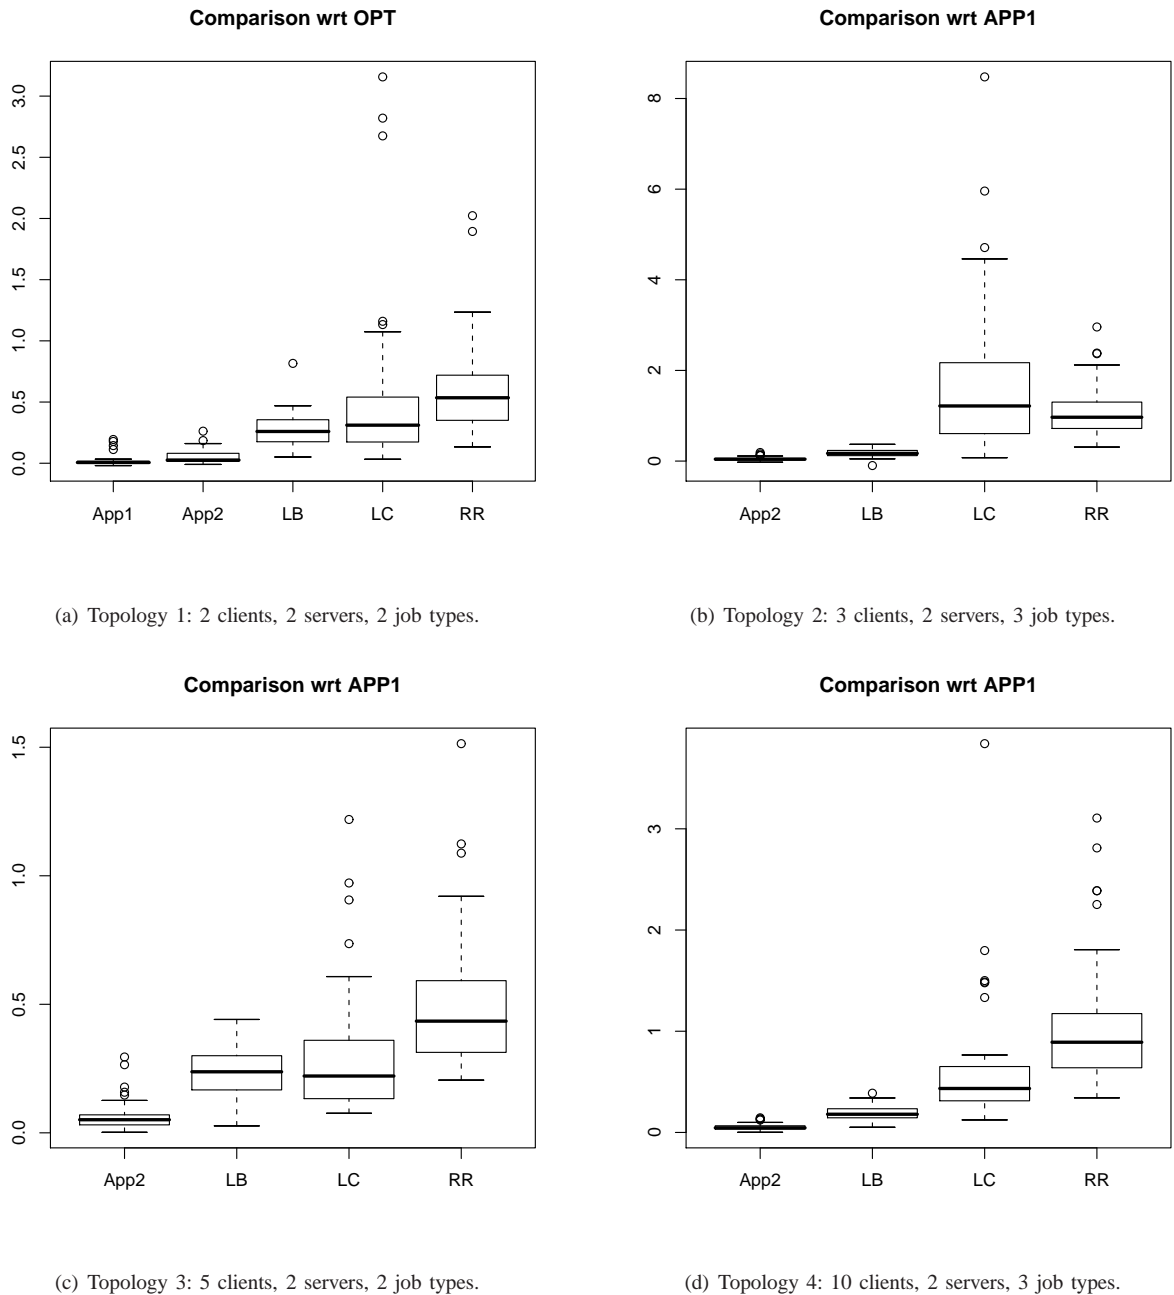 Comparison wrt OPT
3.0
2.5
2.0
1.5
1.0
0.5
0.0
App1 App2 LB LC RR
(a) Topology 1: 2 clients, 2 servers, 2 job types.
Comparison wrt APP1
8
6
4
2
0
App2 LB LC RR
(b) Topology 2: 3 clients, 2 servers, 3 job types.
Comparison wrt APP1
1.5
1.0
0.5
0.0
App2 LB LC RR
(c) Topology 3: 5 clients, 2 servers, 2 job types.
Comparison wrt APP1
3
2
1
0
App2 LB LC RR
(d) Topology 4: 10 clients, 2 servers, 3 job types.